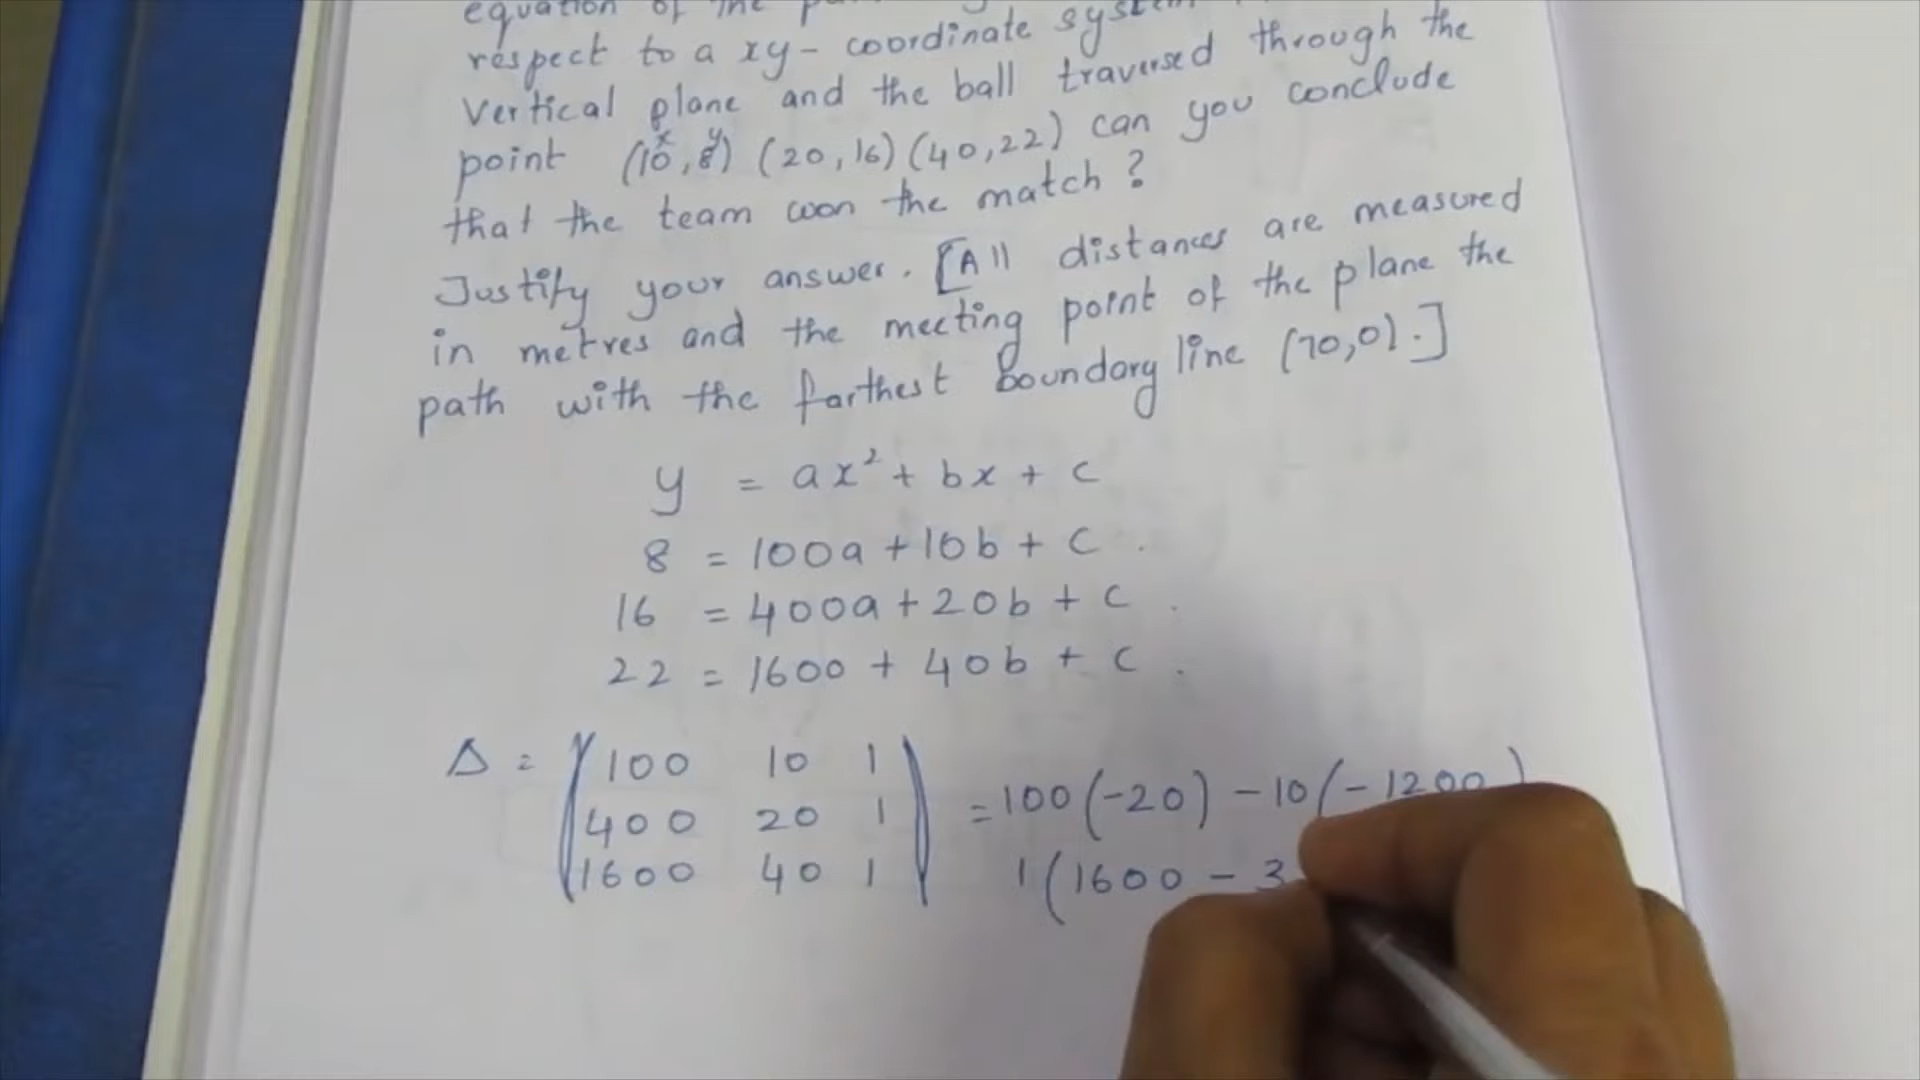 equation of the
respect to a xy - coordinate
vertical plane and the ball traversed through the
point (10, 8) (20, 16) (40, 22) can you conclude
x y
that the team won the match ?
Justify your answer. [All distances are measured
in metres and the meeting point of the plane the
path with the farthest boundary line (70,0).]
y = ax² + bx + c
8 = 100a + 10b + c .
16 = 400a + 20b + c .
22 = 1600 + 40b + c .
Δ = | 100 10 1 | = 100 (-20) - 10 (-1200)
| 400 20 1 |
| 1600 40 1 | 1 (1600 - 3